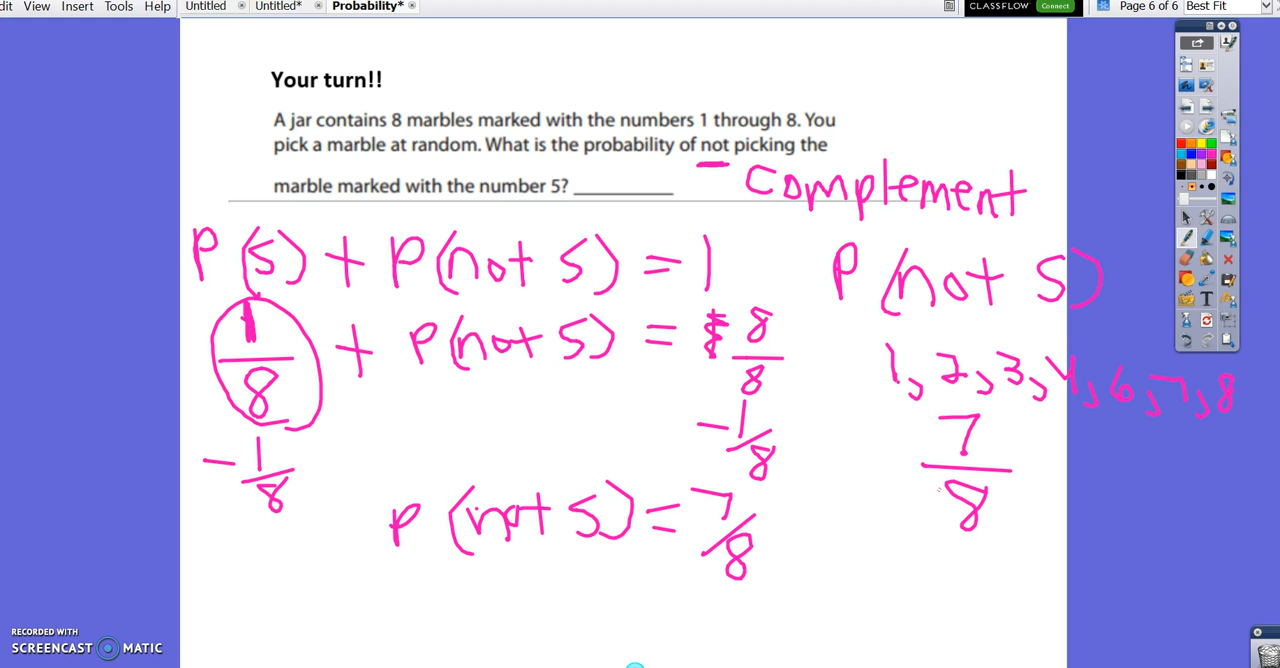 dit View Insert Tools Help Untitled Untitled* Probability* CLASSFLOW Connect Page 6 of 6 Best Fit
Your turn!!
A jar contains 8 marbles marked with the numbers 1 through 8. You
pick a marble at random. What is the probability of not picking the
marble marked with the number 5? __________
Complement
P(5) + P(not 5) = 1
P(not 5)
1/8 + P(not 5) = 8/8
1, 2, 3, 4, 6, 7, 8
7/8
- 1/8
- 1/8
P(not 5) = 7/8
RECORDED WITH
SCREENCAST MATIC